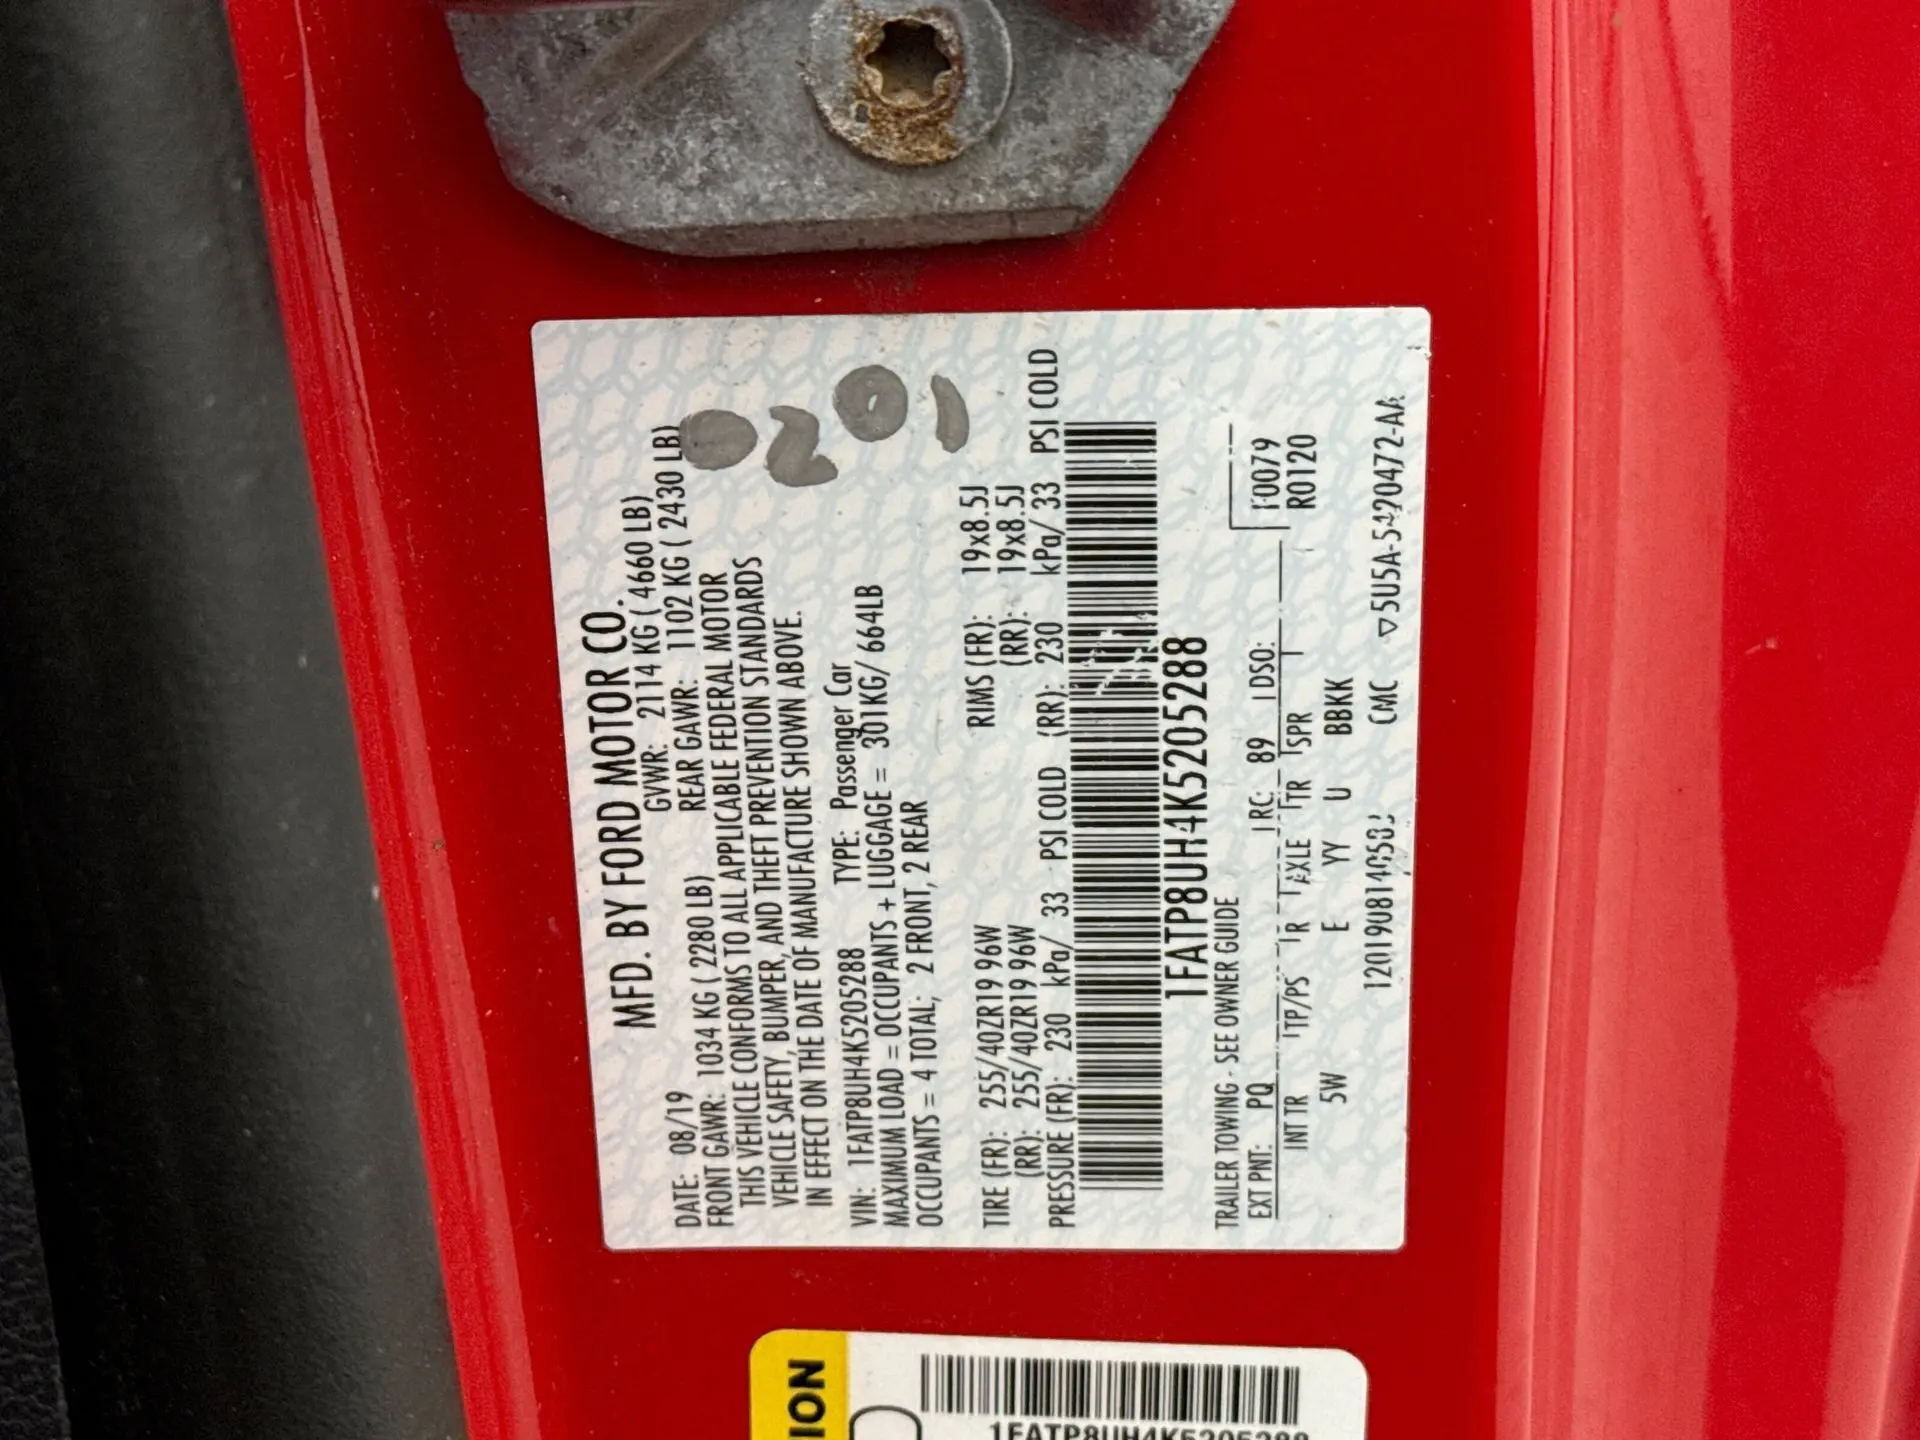 MFD. BY FORD MOTOR CO.
DATE: 08/19 GVWR: 2114 KG ( 4660 LB)
FRONT GAWR: 1034 KG ( 2280 LB) REAR GAWR: 1102 KG ( 2430 LB)
THIS VEHICLE CONFORMS TO ALL APPLICABLE FEDERAL MOTOR
VEHICLE SAFETY, BUMPER, AND THEFT PREVENTION STANDARDS
IN EFFECT ON THE DATE OF MANUFACTURE SHOWN ABOVE.
VIN: 1FATP8UH4K5205288 TYPE: Passenger Car
MAXIMUM LOAD = OCCUPANTS + LUGGAGE = 301KG/ 664LB
OCCUPANTS = 4 TOTAL; 2 FRONT, 2 REAR
TIRE (FR): 255/40ZR19 96W RIMS (FR): 19x8.5J
(RR): 255/40ZR19 96W (RR): 19x8.5J
PRESSURE (FR): 230 kPa/ 33 PSI COLD (RR): 230 kPa/ 33 PSI COLD
1FATP8UH4K5205288
TRAILER TOWING - SEE OWNER GUIDE
EXT PNT: PQ RC: 89 DSO: F0079
R0120
INT TR TP/PS R AXLE TR SPR
5W E YY U BBKK
CMC ▽5U5A-5420472-AA
ION
1FATP8UH4K5205288